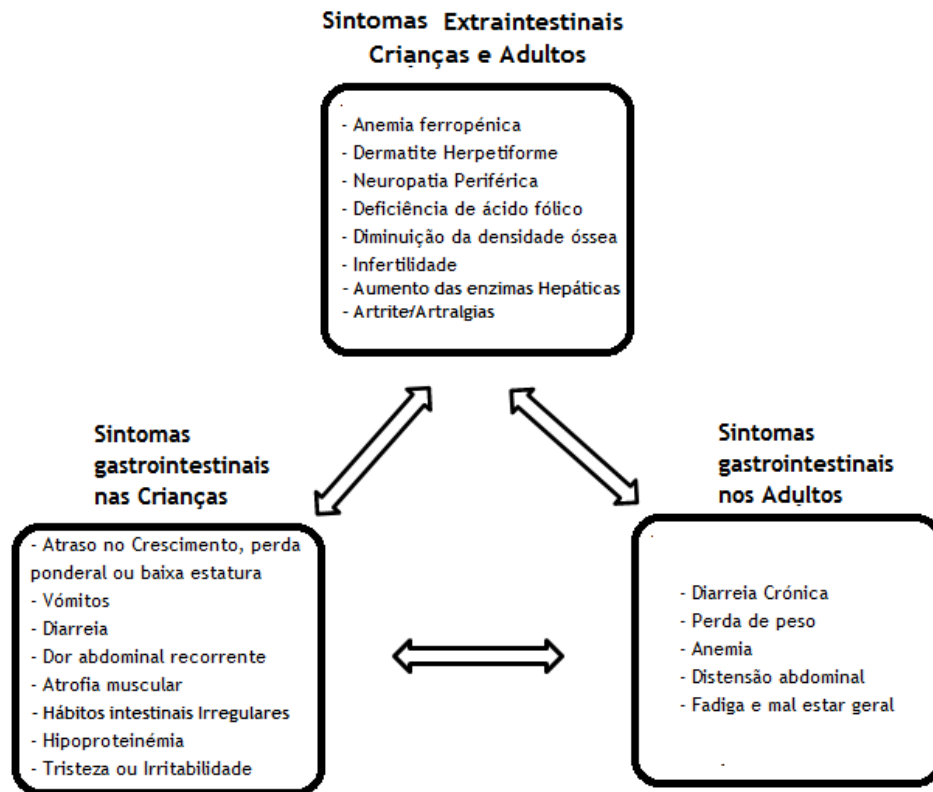 Sintomas Extraintestinais
Crianças e Adultos
- Anemia ferropénica
- Dermatite Herpetiforme
- Neuropatia Periférica
- Deficiência de ácido fólico
- Diminuição da densidade óssea
- Infertilidade
- Aumento das enzimas Hepáticas
- Artrite/Artralgias
Sintomas
gastrointestinais
nas Crianças
- Atraso no Crescimento, perda
ponderal ou baixa estatura
- Vómitos
- Diarreia
- Dor abdominal recorrente
- Atrofia muscular
- Hábitos intestinais Irregulares
- Hipoproteinémia
- Tristeza ou Irritabilidade
Sintomas
gastrointestinais
nos Adultos
- Diarreia Crónica
- Perda de peso
- Anemia
- Distensão abdominal
- Fadiga e mal estar geral